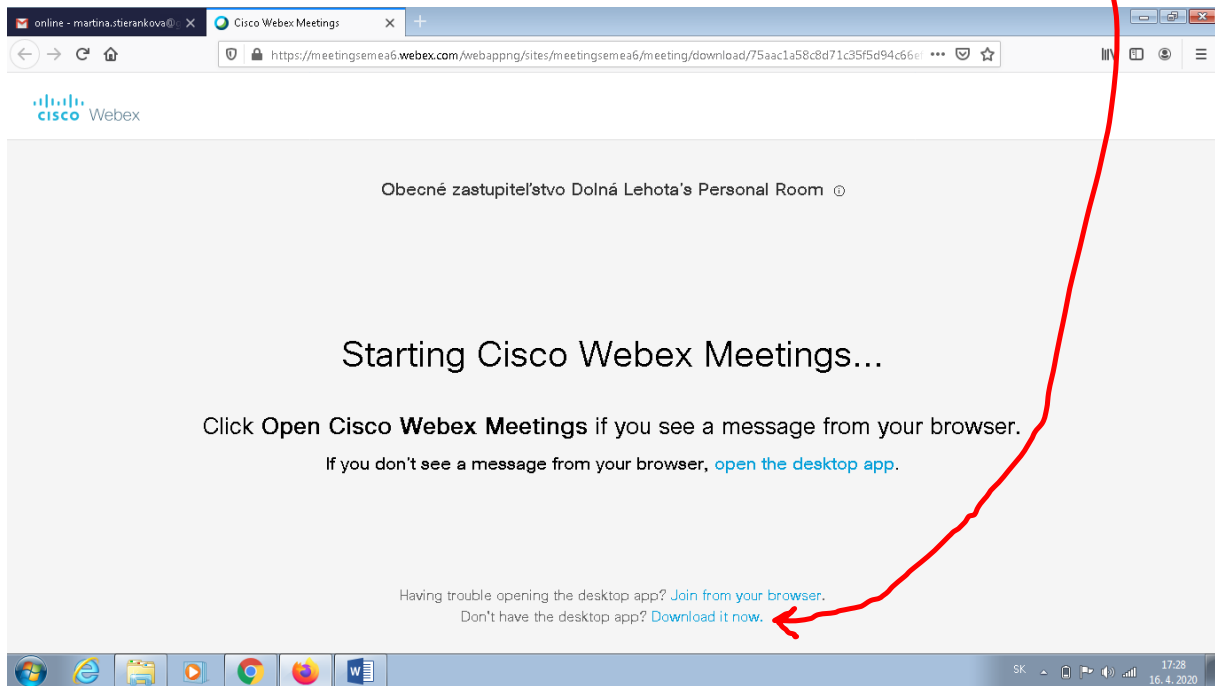 online - martina.stierankova@g
Cisco Webex Meetings
https://meetingsemea6.webex.com/webappng/sites/meetingsemea6/meeting/download/75aac1a58c8d71c35f5d94c66e
cisco Webex
Obecné zastupiteľstvo Dolná Lehota's Personal Room
Starting Cisco Webex Meetings...
Click Open Cisco Webex Meetings if you see a message from your browser.
If you don't see a message from your browser, open the desktop app.
Having trouble opening the desktop app? Join from your browser.
Don't have the desktop app? Download it now.
SK
17:28
16. 4. 2020